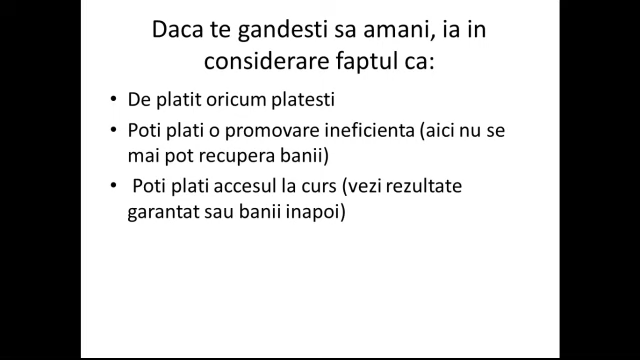 Daca te gandesti sa amani, ia in
considerare faptul ca:
• De platit oricum platesti
• Poti plati o promovare ineficienta (aici nu se
mai pot recupera banii)
• Poti plati accesul la curs (vezi rezultate
garantat sau banii inapoi)